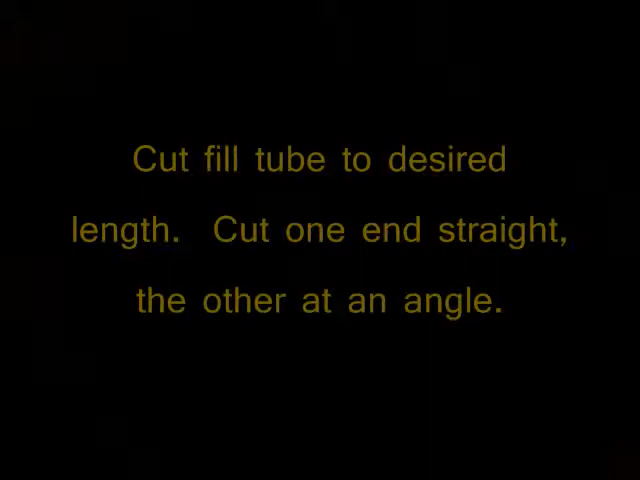 Cut fill tube to desired
length. Cut one end straight,
the other at an angle.